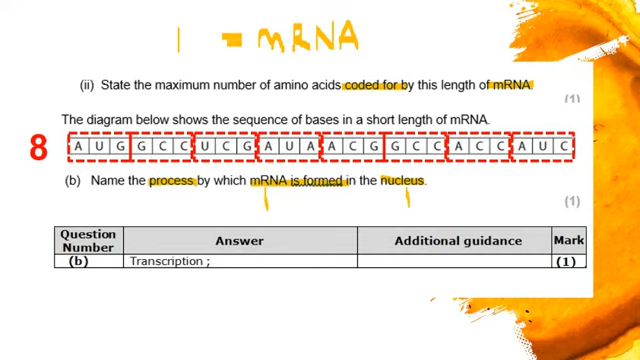 1 = mRNA
(ii) State the maximum number of amino acids coded for by this length of mRNA.
(1)
The diagram below shows the sequence of bases in a short length of mRNA.
8 A U G G C C U C G A U A A C G G C C A C C A U C
(b) Name the process by which mRNA is formed in the nucleus.
(1)
Question Number Answer Additional guidance Mark
(b) Transcription ; (1)